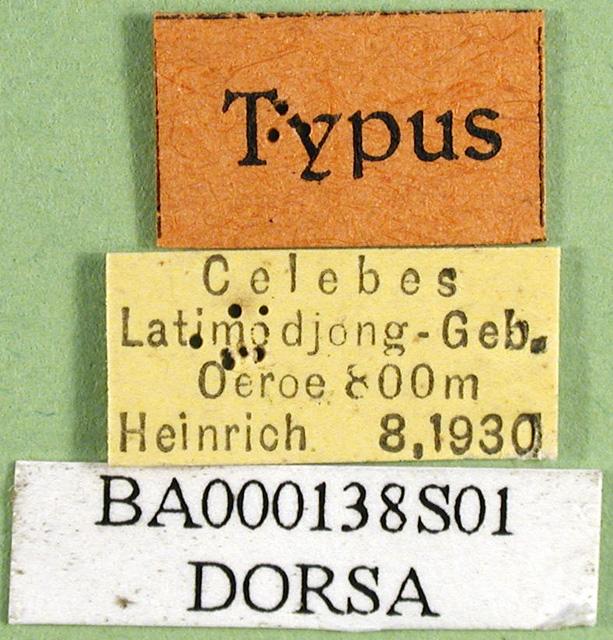 Typus
Celebes
Latimodjong-Geb.
Oeroe 800m
Heinrich 8,1930
BA000138S01
DORSA